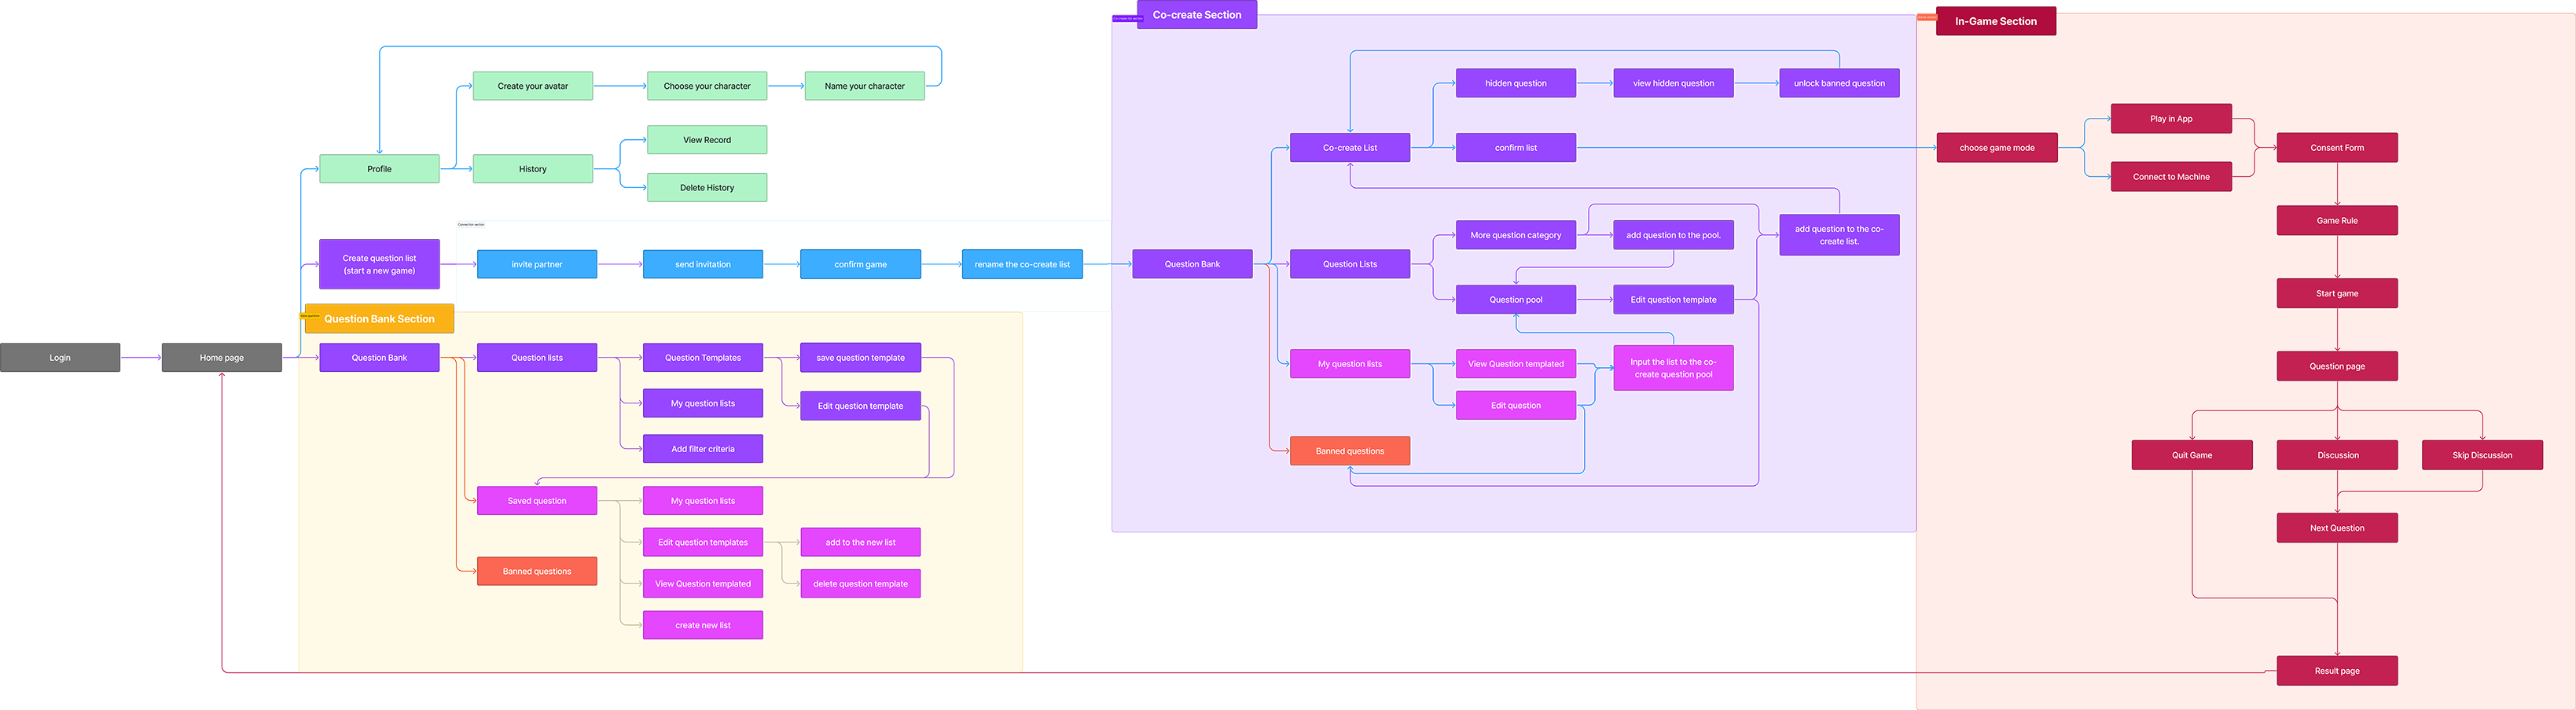 Co-create Section
In-Game Section
Create your avatar
Choose your character
Name your character
View Record
Profile
History
Delete History
Connection section
Create question list
(start a new game)
invite partner
send invitation
confirm game
rename the co-create list
Question Bank Section
Login
Home page
Question Bank
Question lists
Question Templates
save question template
My question lists
Edit question template
Add filter criteria
Saved question
My question lists
Edit question templates
add to the new list
Banned questions
View Question templated
delete question template
create new list
hidden question
view hidden question
unlock banned question
Co-create List
confirm list
More question category
add question to the pool.
add question to the co-
create list.
Question Bank
Question Lists
Question pool
Edit question template
My question lists
View Question templated
Input the list to the co-
create question pool
Edit question
Banned questions
choose game mode
Play in App
Connect to Machine
Consent Form
Game Rule
Start game
Question page
Quit Game
Discussion
Skip Discussion
Next Question
Result page